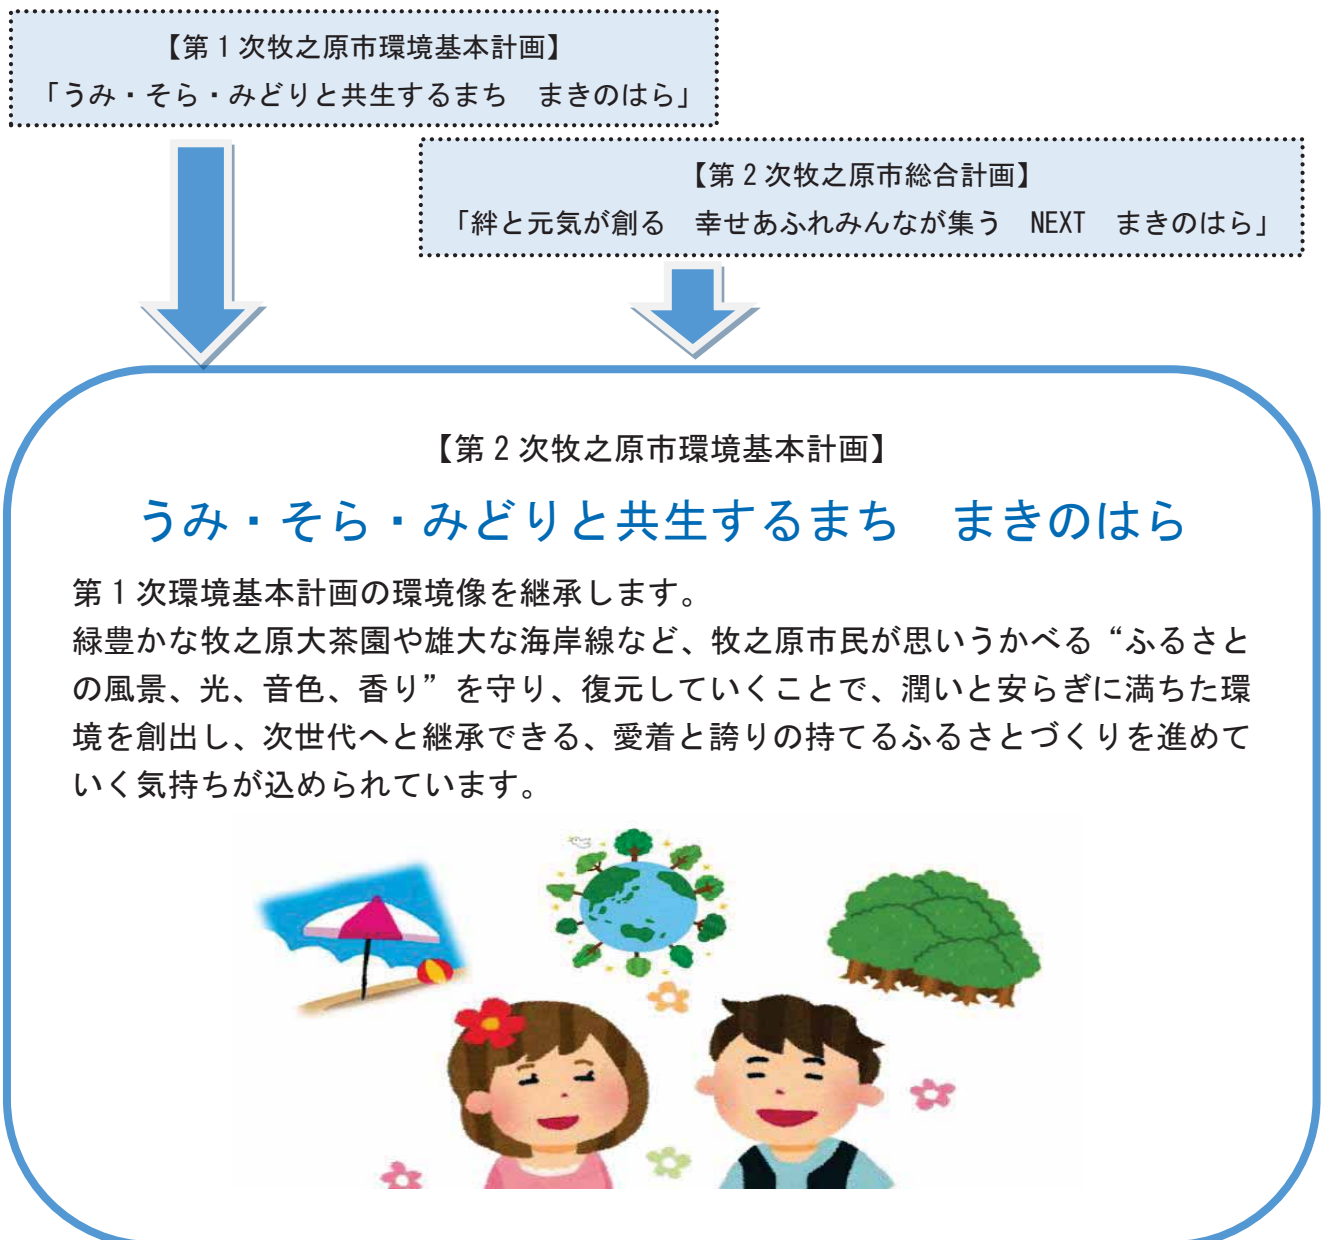 【第１次牧之原市環境基本計画】
「うみ・そら・みどりと共生するまち　まきのはら」
【第２次牧之原市総合計画】
「絆と元気が創る　幸せあふれみんなが集う　NEXT　まきのはら」
【第２次牧之原市環境基本計画】
うみ・そら・みどりと共生するまち　まきのはら
第１次環境基本計画の環境像を継承します。
緑豊かな牧之原大茶園や雄大な海岸線など、牧之原市民が思いうかべる“ふるさと
の風景、光、音色、香り”を守り、復元していくことで、潤いと安らぎに満ちた環
境を創出し、次世代へと継承できる、愛着と誇りの持てるふるさとづくりを進めて
いく気持ちが込められています。